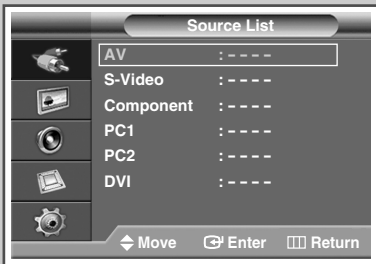 Source List
AV : - - - -
S-Video : - - - -
Component : - - - -
PC1 : - - - -
PC2 : - - - -
DVI : - - - -
Move Enter Return